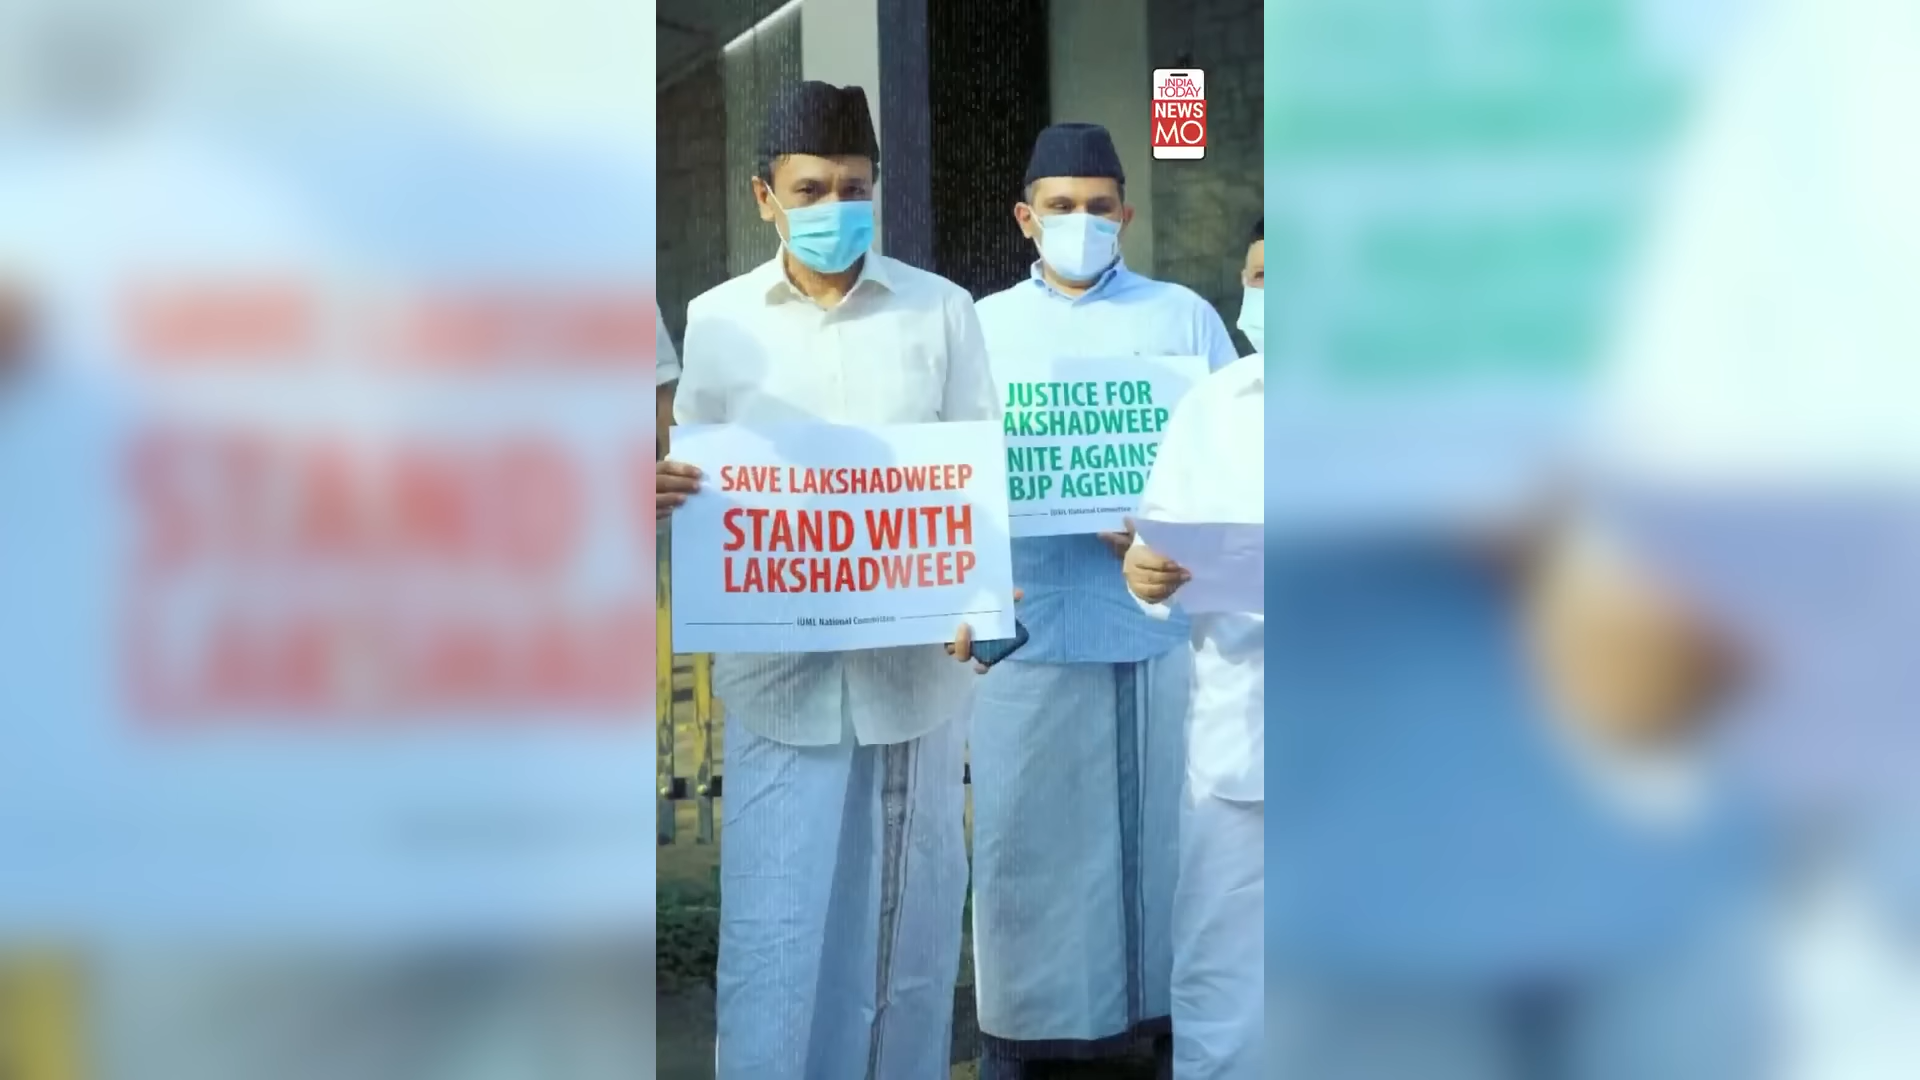 INDIA
TODAY
NEWS
MO
SAVE LAKSHADWEEP
STAND WITH
LAKSHADWEEP
IUML National Committee
JUSTICE FOR
AKSHADWEEP
NITE AGAINS
BJP AGEND
IUML National Committee